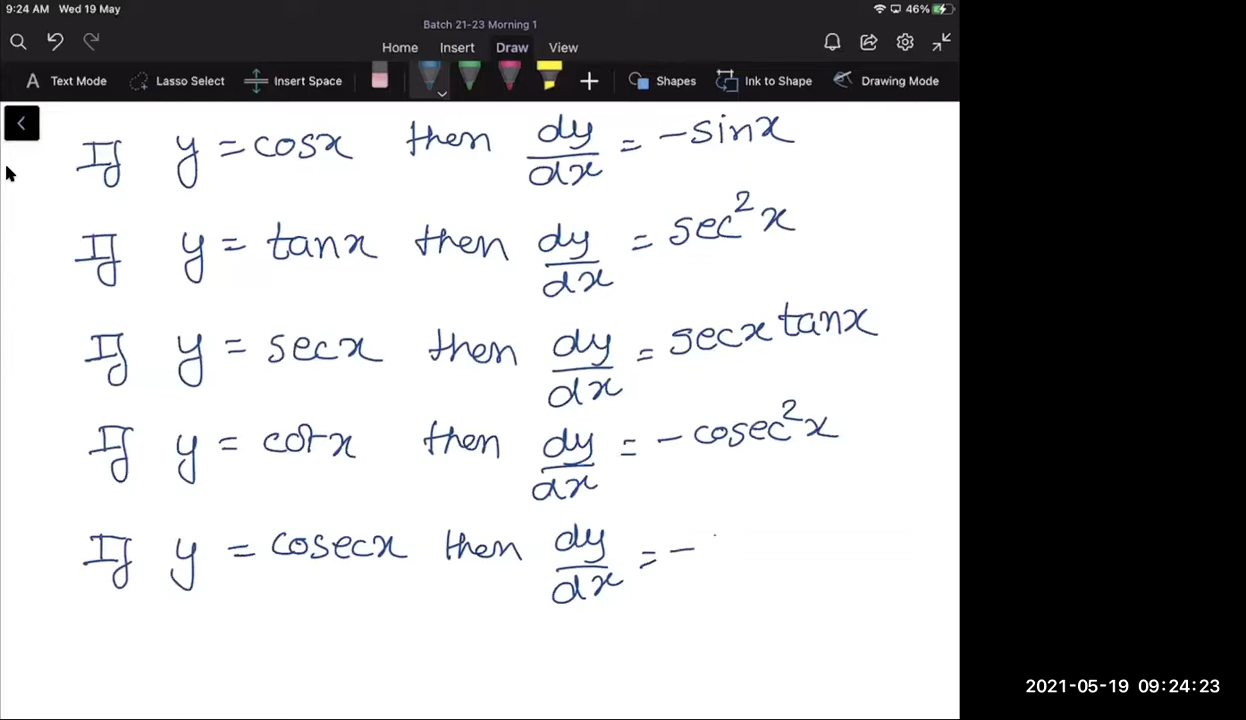 9:24 AM Wed 19 May
46%
Batch 21-23 Morning 1
Home Insert Draw View
Text Mode Lasso Select Insert Space Shapes Ink to Shape Drawing Mode
If y = cosx then dy/dx = -sinx
If y = tanx then dy/dx = sec²x
If y = secx then dy/dx = secx tanx
If y = cotx then dy/dx = - cosec²x
If y = cosecx then dy/dx = -
2021-05-19 09:24:23